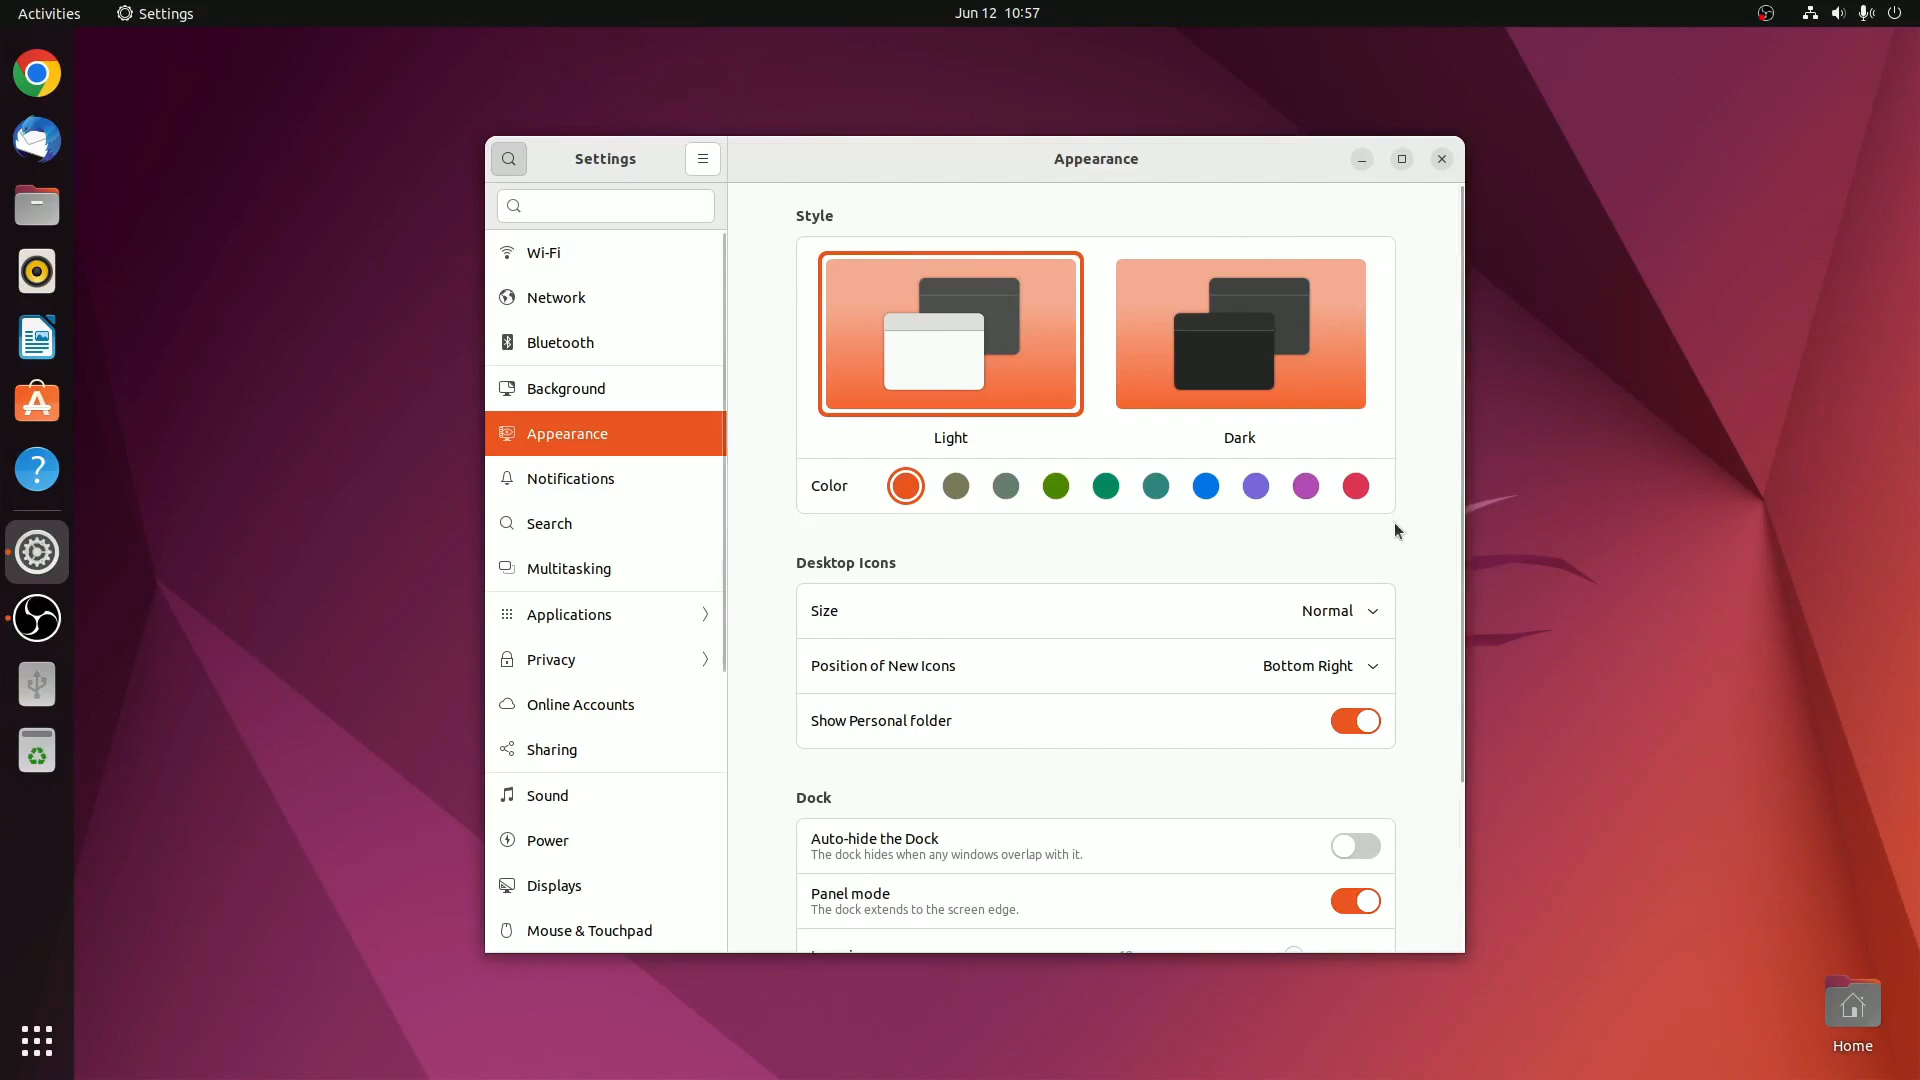 Activities
Settings
Jun 12 10:57
Settings
Appearance
Wi-Fi
Network
Bluetooth
Background
Appearance
Notifications
Search
Multitasking
Applications
Privacy
Online Accounts
Sharing
Sound
Power
Displays
Mouse & Touchpad
Style
Light
Dark
Color
Desktop Icons
Size
Normal
Position of New Icons
Bottom Right
Show Personal folder
Dock
Auto-hide the Dock
The dock hides when any windows overlap with it.
Panel mode
The dock extends to the screen edge.
Home